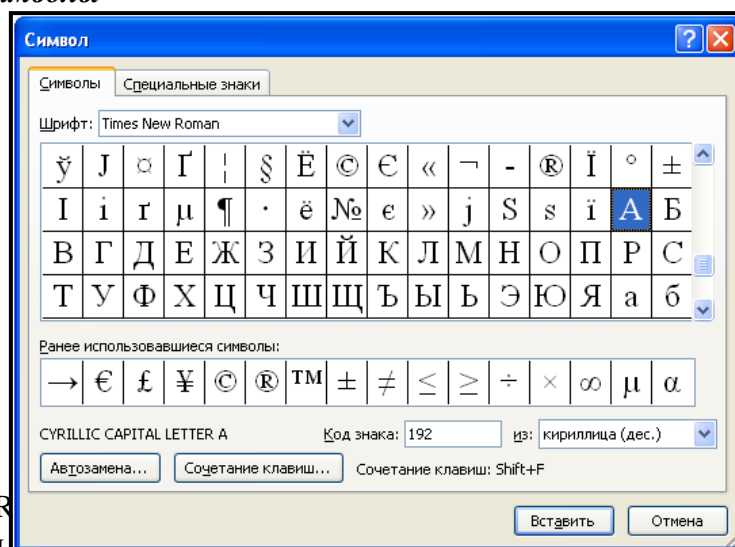 Символ
Символы Специальные знаки
Шрифт: Times New Roman
ў Ј ¤ Ґ ¦ § Ё © Є « ¬ - ® Ї ° ±
І і ґ µ ¶ · ё № є » ј Ѕ ѕ ї А Б
В Г Д Е Ж З И Й К Л М Н О П Р С
Т У Ф Х Ц Ч Ш Щ Ъ Ы Ь Э Ю Я а б
Ранее использовавшиеся символы:
→ € £ ¥ © ® ™ ± ≠ ≤ ≥ ÷ × ∞ µ α
CYRILLIC CAPITAL LETTER A Код знака: 192 из: кириллица (дес.)
Автозамена... Сочетание клавиш... Сочетание клавиш: Shift+F
R
Вставить Отмена